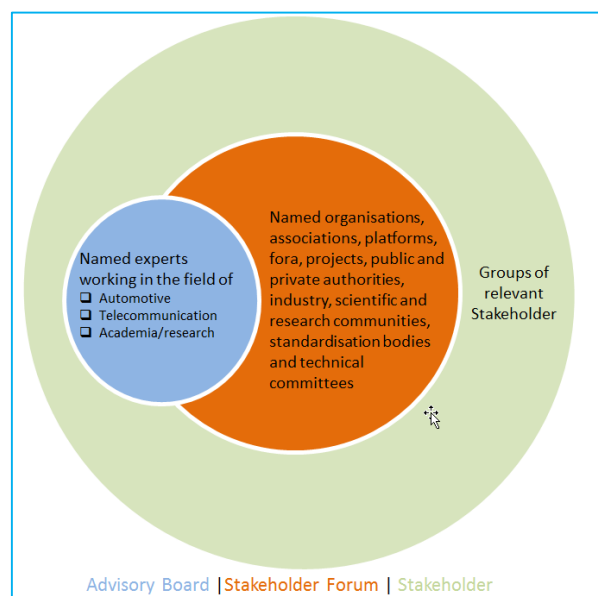 Named experts
working in the field of
❑ Automotive
❑ Telecommunication
❑ Academia/research
Named organisations,
associations, platforms,
fora, projects, public and
private authorities,
industry, scientific and
research communities,
standardisation bodies
and technical
committees
Groups of
relevant
Stakeholder
Advisory Board |Stakeholder Forum | Stakeholder